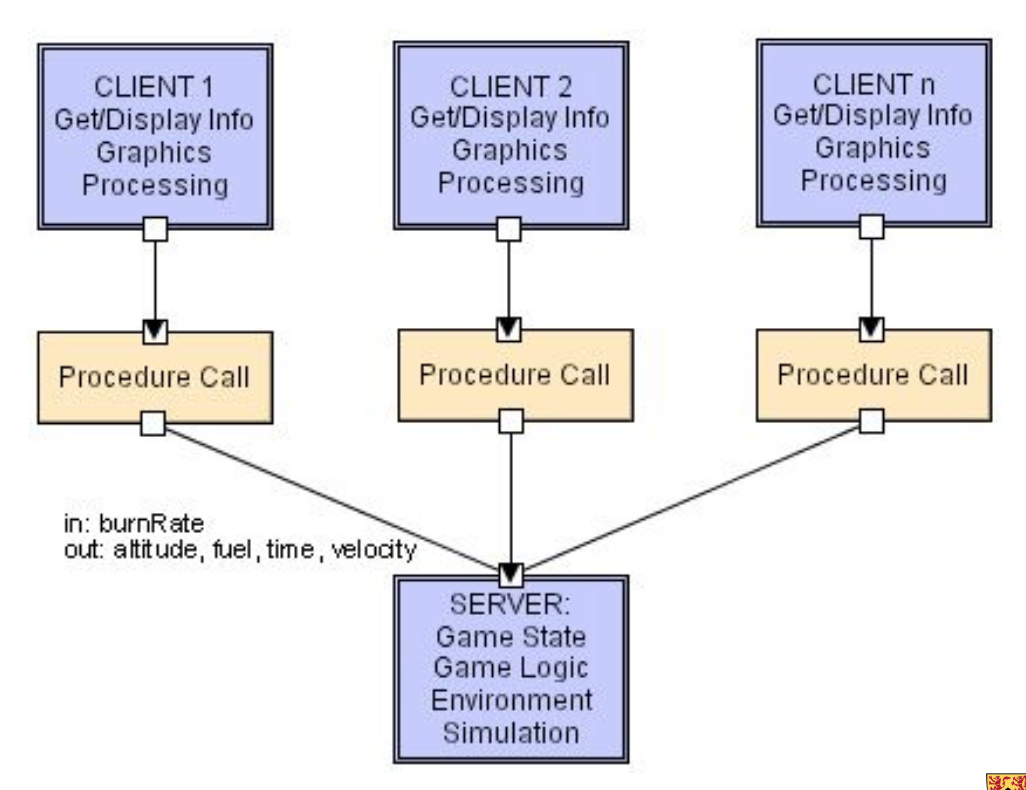 CLIENT 1
Get/Display Info
Graphics
Processing
CLIENT 2
Get/Display Info
Graphics
Processing
CLIENT n
Get/Display Info
Graphics
Processing
Procedure Call
Procedure Call
Procedure Call
in: burnRate
out: altitude, fuel, time, velocity
SERVER:
Game State
Game Logic
Environment
Simulation